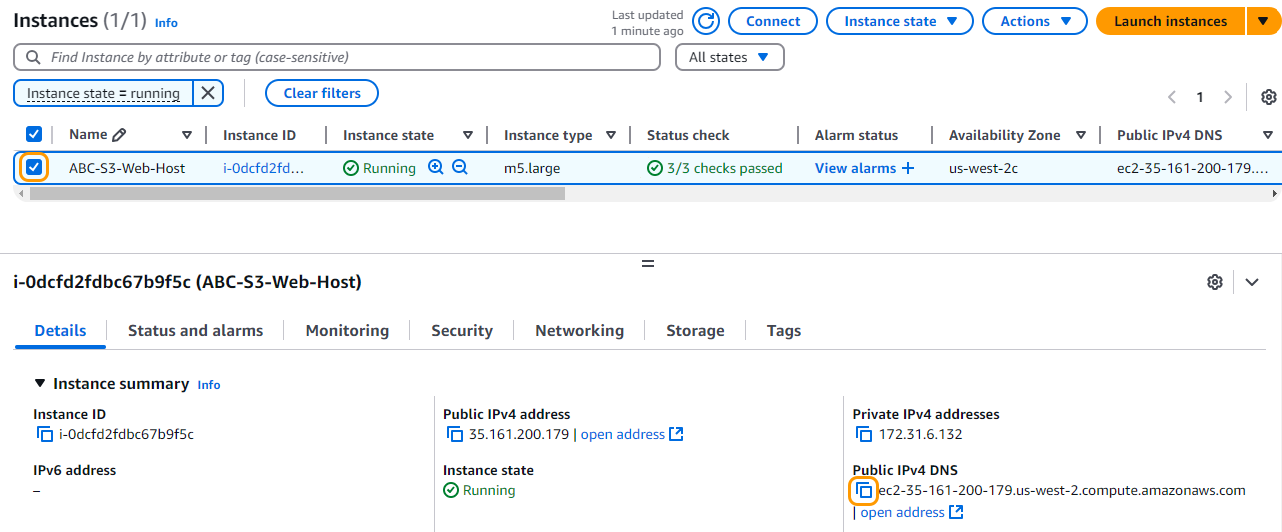 Instances (1/1) Info
Last updated
1 minute ago
Connect
Instance state
Actions
Launch instances
Find Instance by attribute or tag (case-sensitive)
All states
Instance state = running
Clear filters
1
Name Instance ID Instance state Instance type Status check Alarm status Availability Zone Public IPv4 DNS
ABC-S3-Web-Host i-0dcfd2fd… Running m5.large 3/3 checks passed View alarms + us-west-2c ec2-35-161-200-179.…
i-0dcfd2fdbc67b9f5c (ABC-S3-Web-Host)
Details Status and alarms Monitoring Security Networking Storage Tags
Instance summary Info
Instance ID
i-0dcfd2fdbc67b9f5c
Public IPv4 address
35.161.200.179 | open address
Private IPv4 addresses
172.31.6.132
IPv6 address
–
Instance state
Running
Public IPv4 DNS
ec2-35-161-200-179.us-west-2.compute.amazonaws.com
| open address